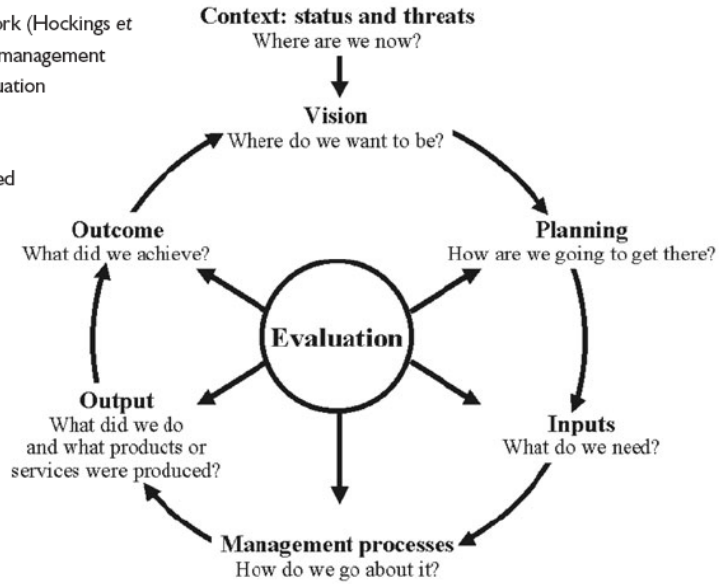 rk (Hockings et
management
uation
ed
Context: status and threats
Where are we now?
Vision
Where do we want to be?
Planning
How are we going to get there?
Inputs
What do we need?
Management processes
How do we go about it?
Output
What did we do
and what products or
services were produced?
Outcome
What did we achieve?
Evaluation